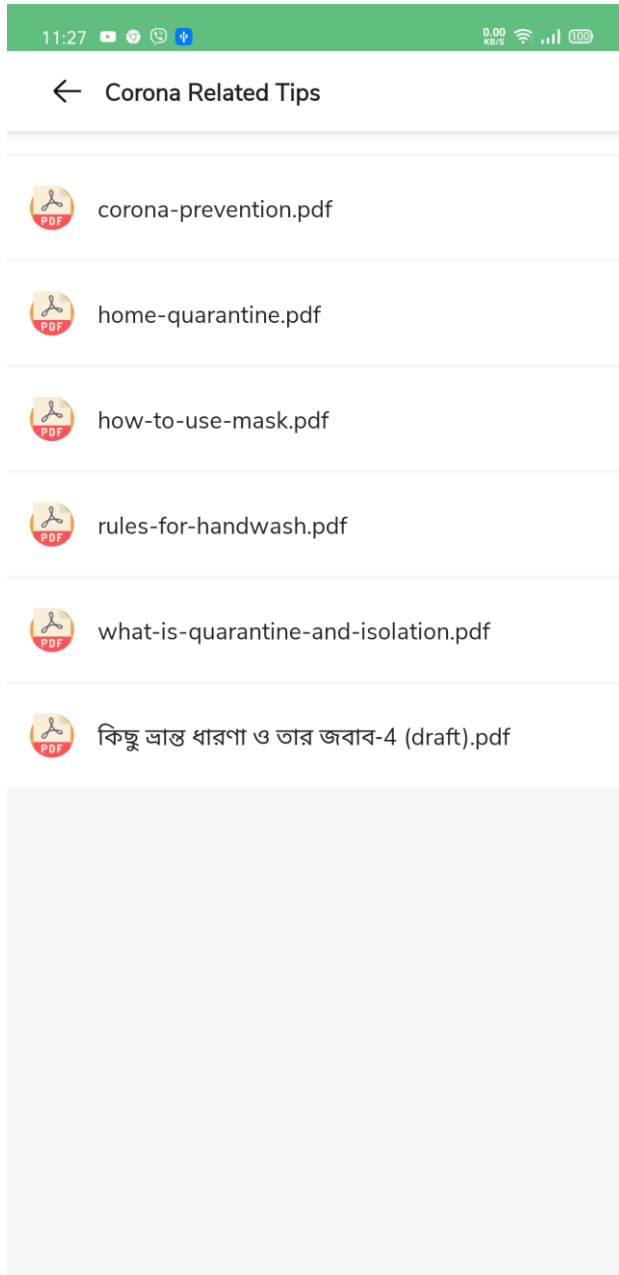 11:27 0.00 KB/S 100
Corona Related Tips
PDF corona-prevention.pdf
PDF home-quarantine.pdf
PDF how-to-use-mask.pdf
PDF rules-for-handwash.pdf
PDF what-is-quarantine-and-isolation.pdf
PDF কিছু ভ্রান্ত ধারণা ও তার জবাব-4 (draft).pdf